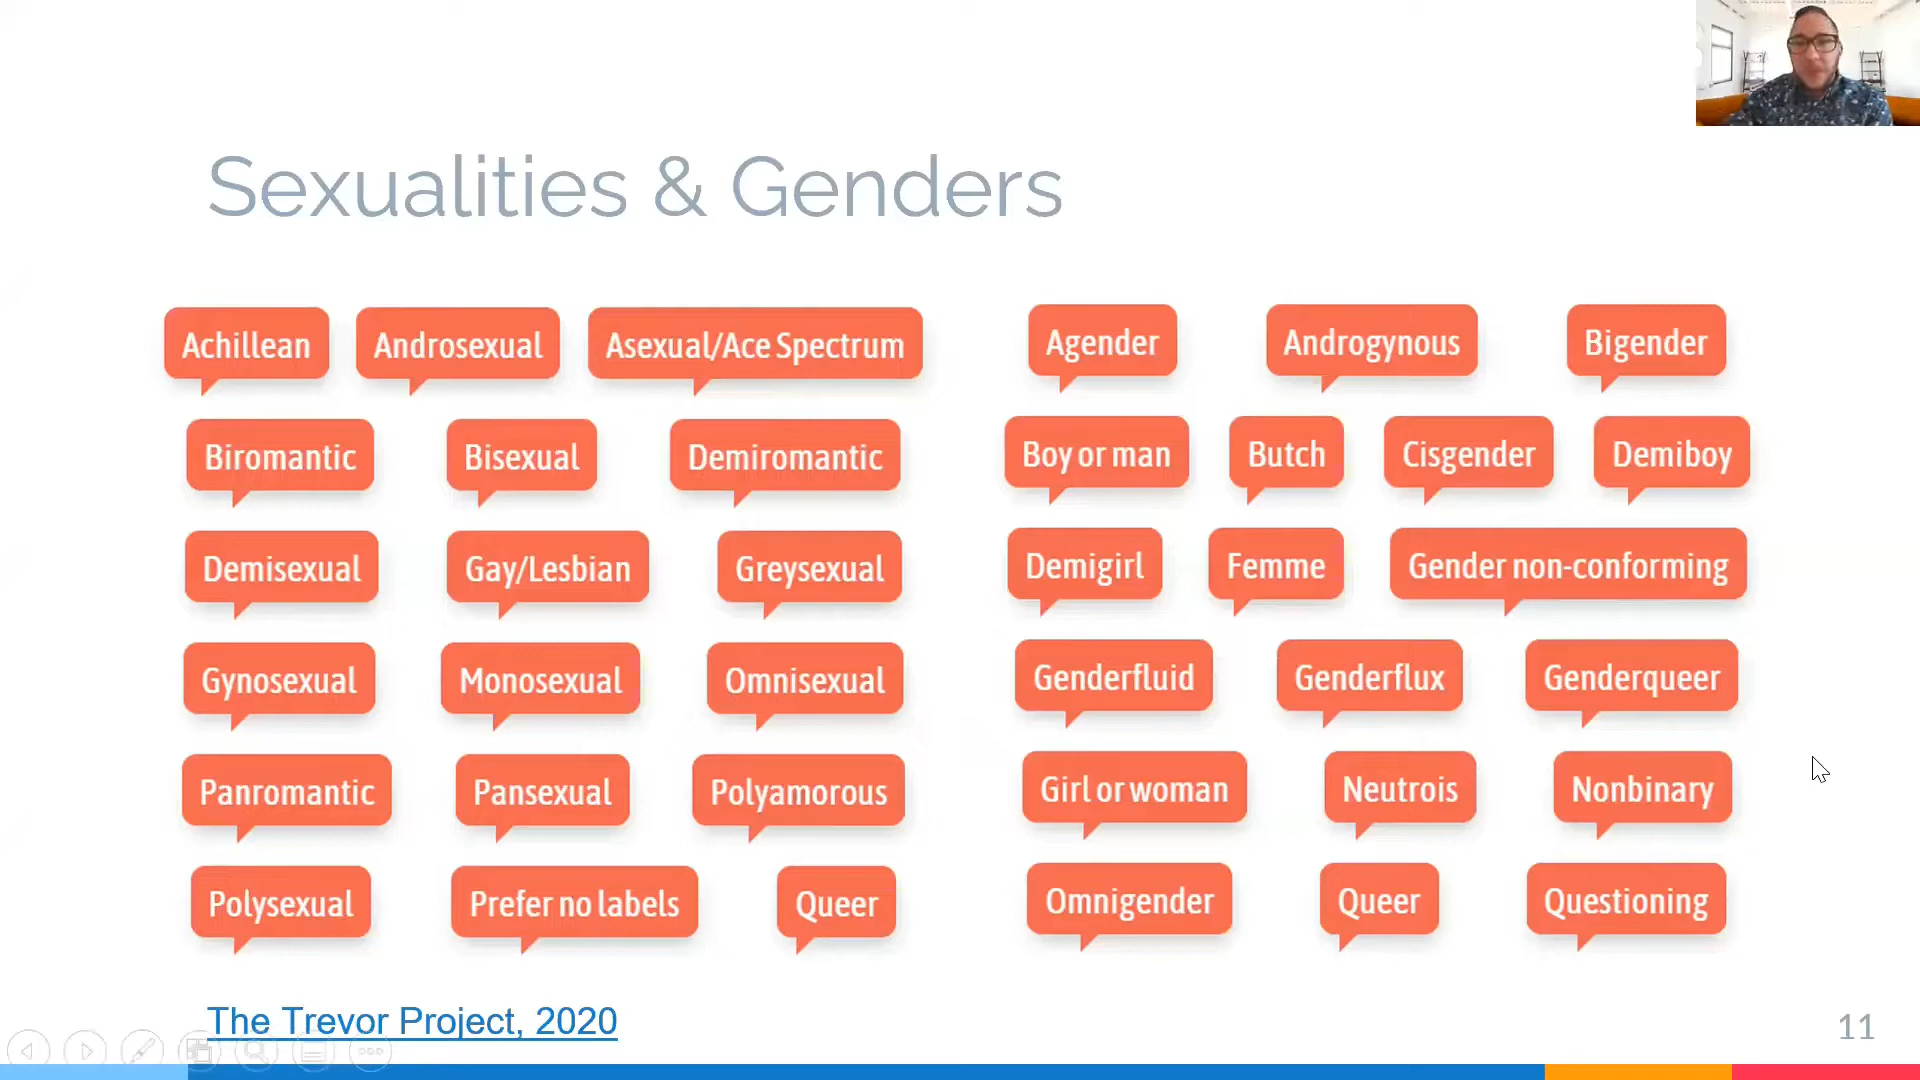 Sexualities & Genders
Achillean Androsexual Asexual/Ace Spectrum
Biromantic Bisexual Demiromantic
Demisexual Gay/Lesbian Greysexual
Gynosexual Monosexual Omnisexual
Panromantic Pansexual Polyamorous
Polysexual Prefer no labels Queer
Agender Androgynous Bigender
Boy or man Butch Cisgender Demiboy
Demigirl Femme Gender non-conforming
Genderfluid Genderflux Genderqueer
Girl or woman Neutrois Nonbinary
Omnigender Queer Questioning
The Trevor Project, 2020
11